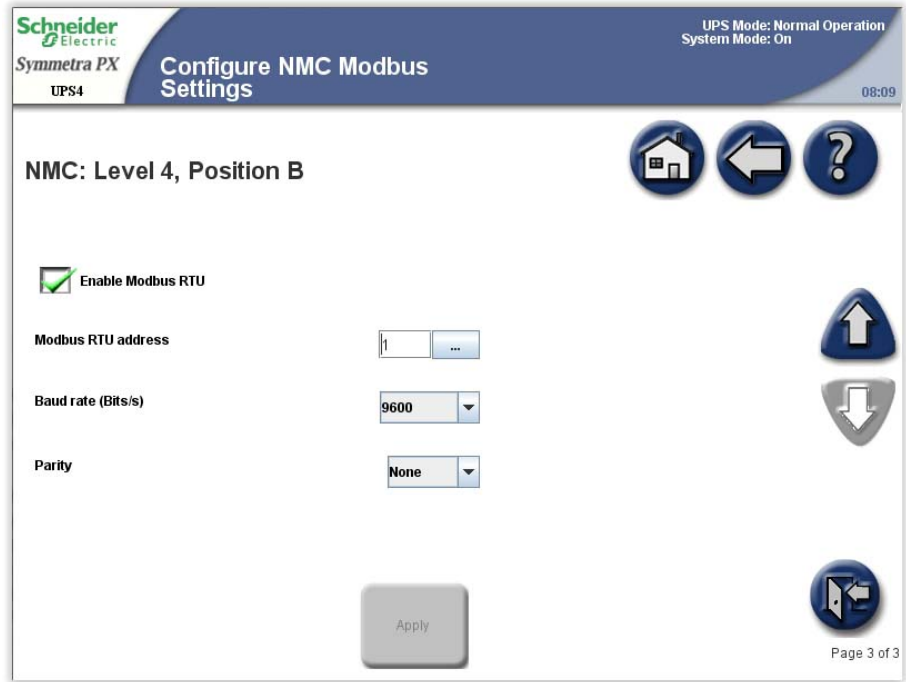 Schneider
Electric
Symmetra PX
UPS4
Configure NMC Modbus
Settings
UPS Mode: Normal Operation
System Mode: On
08:09
NMC: Level 4, Position B
?
Enable Modbus RTU
Modbus RTU address
1
...
Baud rate (Bits/s)
9600
Parity
None
Apply
Page 3 of 3